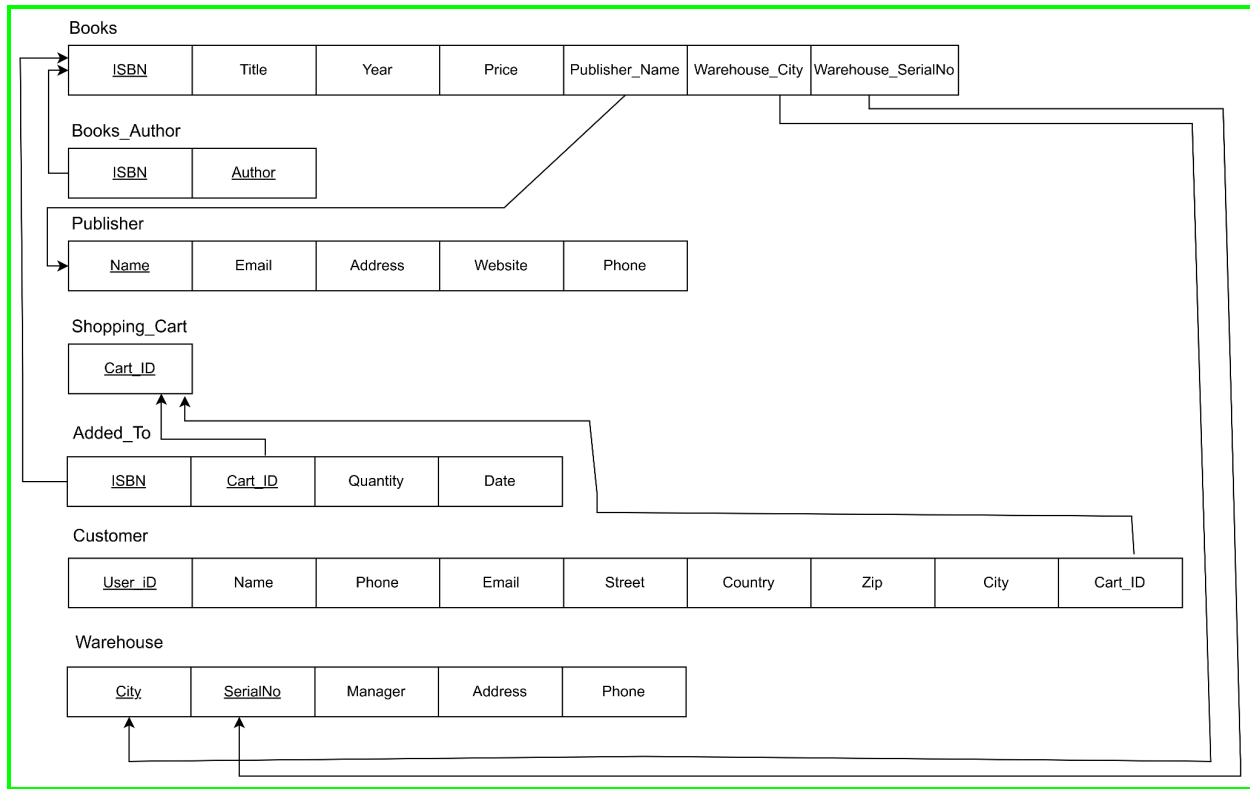 Books
ISBN Title Year Price Publisher_Name Warehouse_City Warehouse_SerialNo
Books_Author
ISBN Author
Publisher
Name Email Address Website Phone
Shopping_Cart
Cart_ID
Added_To
ISBN Cart_ID Quantity Date
Customer
User_iD Name Phone Email Street Country Zip City Cart_ID
Warehouse
City SerialNo Manager Address Phone